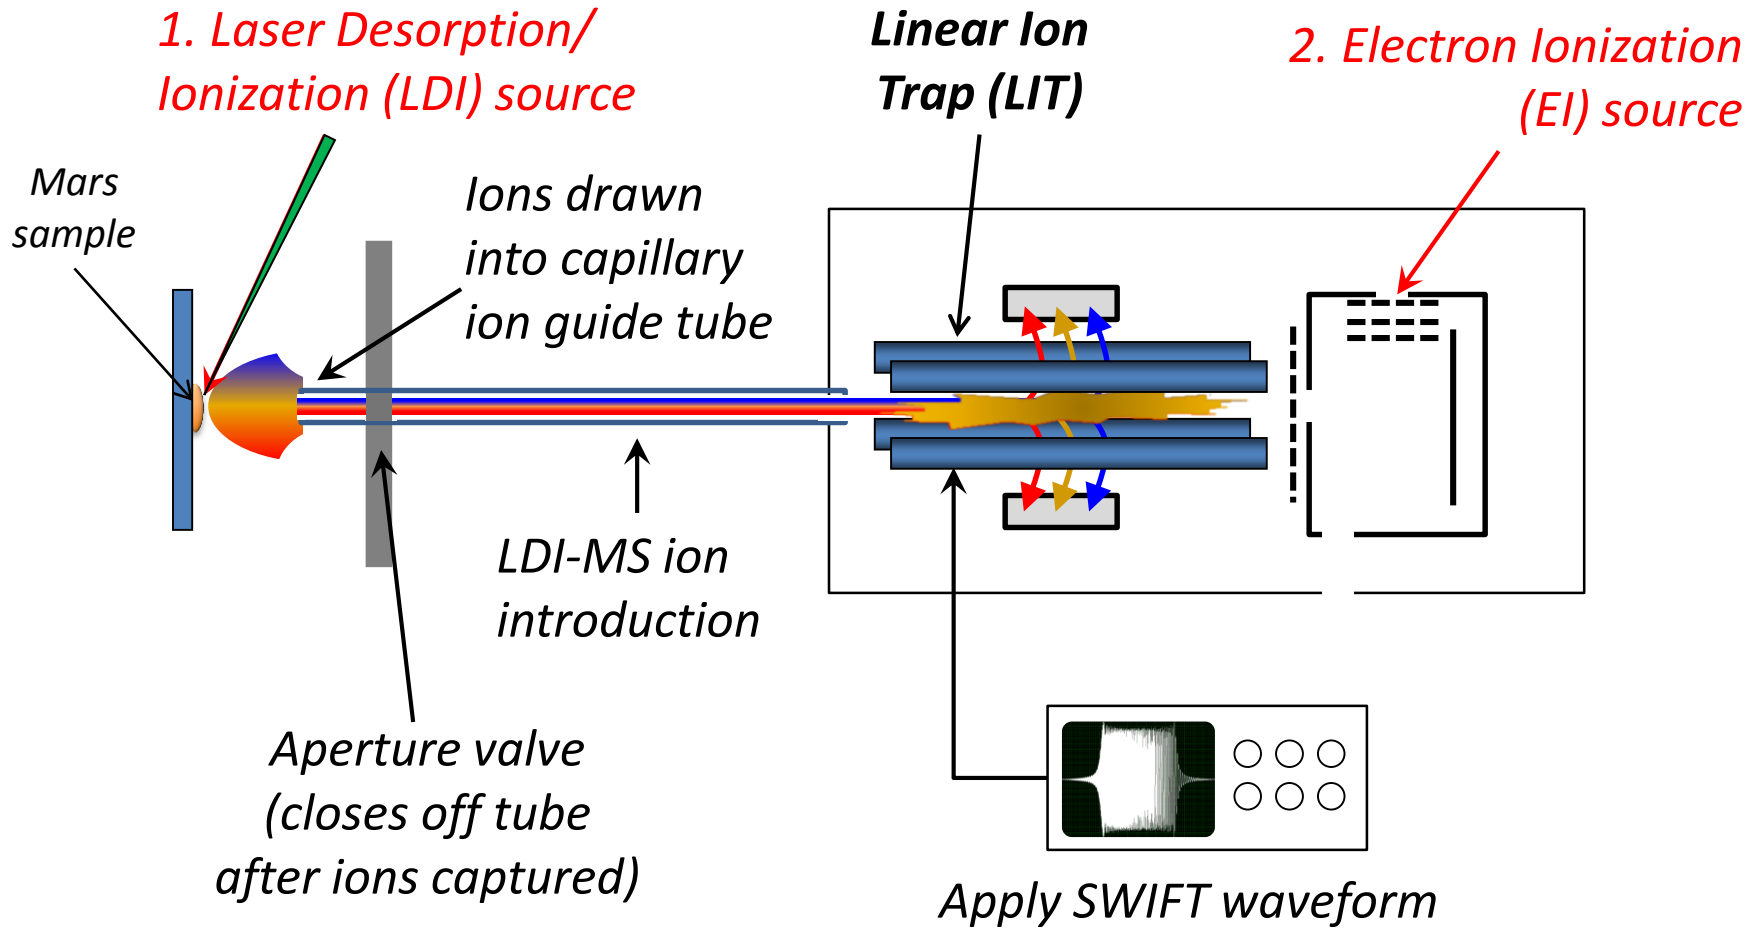 1. Laser Desorption/
Ionization (LDI) source
Linear Ion
Trap (LIT)
2. Electron Ionization
(EI) source
Mars
sample
Ions drawn
into capillary
ion guide tube
LDI-MS ion
introduction
Aperture valve
(closes off tube
after ions captured)
Apply SWIFT waveform